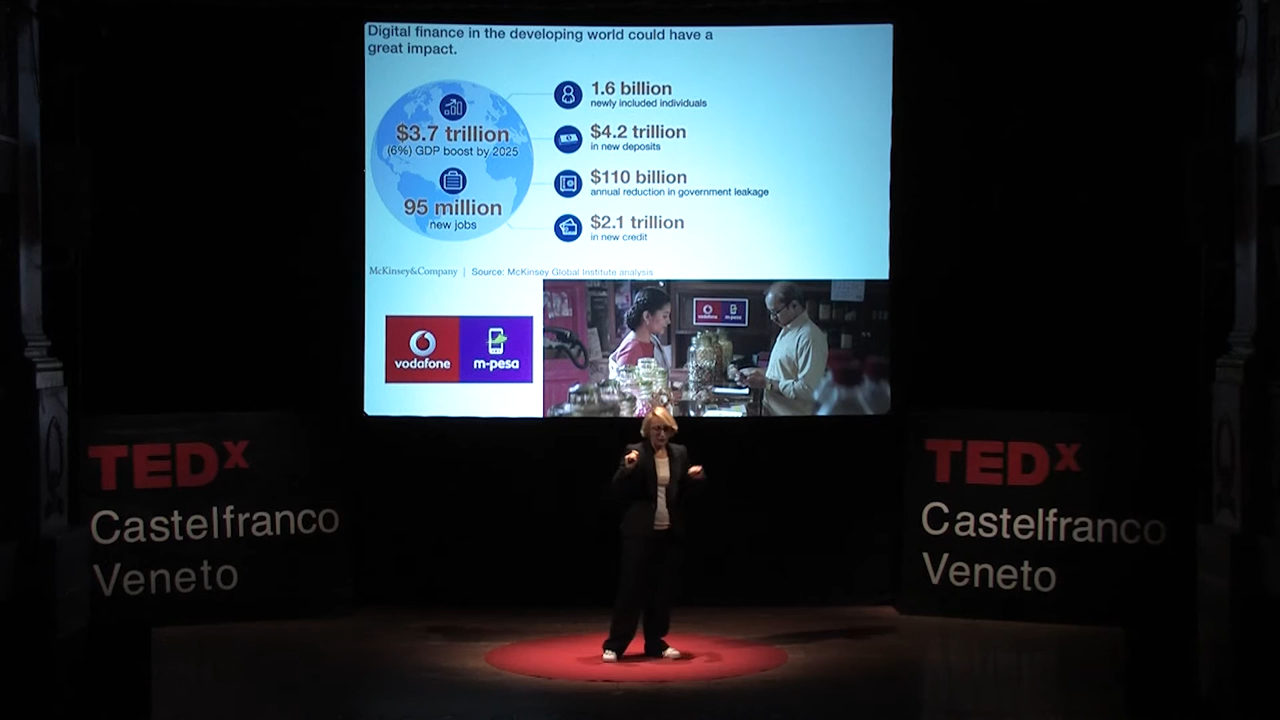 Digital finance in the developing world could have a
great impact.
$3.7 trillion
(6%) GDP boost by 2025
95 million
new jobs
1.6 billion
newly included individuals
$4.2 trillion
in new deposits
$110 billion
annual reduction in government leakage
$2.1 trillion
in new credit
McKinsey&Company | Source: McKinsey Global Institute analysis
vodafone m-pesa
vodafone m-pesa
TEDx
Castelfranco
Veneto
TEDx
Castelfranco
Veneto